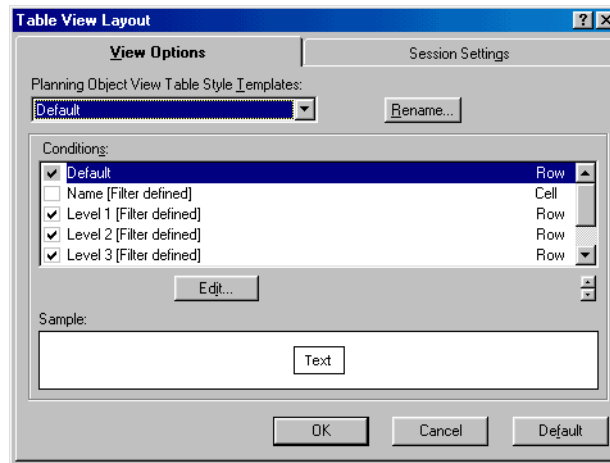 Table View Layout
View Options
Session Settings
Planning Object View Table Style Templates:
Default
Rename...
Conditions:
Default Row
Name [Filter defined] Cell
Level 1 [Filter defined] Row
Level 2 [Filter defined] Row
Level 3 [Filter defined] Row
Edit...
Sample:
Text
OK Cancel Default